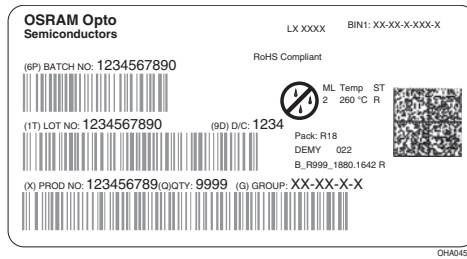 OSRAM Opto
Semiconductors
LX XXXX
BIN1: XX-XX-X-XXX-X
RoHS Compliant
(6P) BATCH NO: 1234567890
ML Temp ST
2 260 °C R
(1T) LOT NO: 1234567890
(9D) D/C: 1234
Pack: R18
DEMY 022
B_R999_1880.1642 R
(X) PROD NO: 123456789(Q)QTY: 9999 (G) GROUP: XX-XX-X-X
OHA045